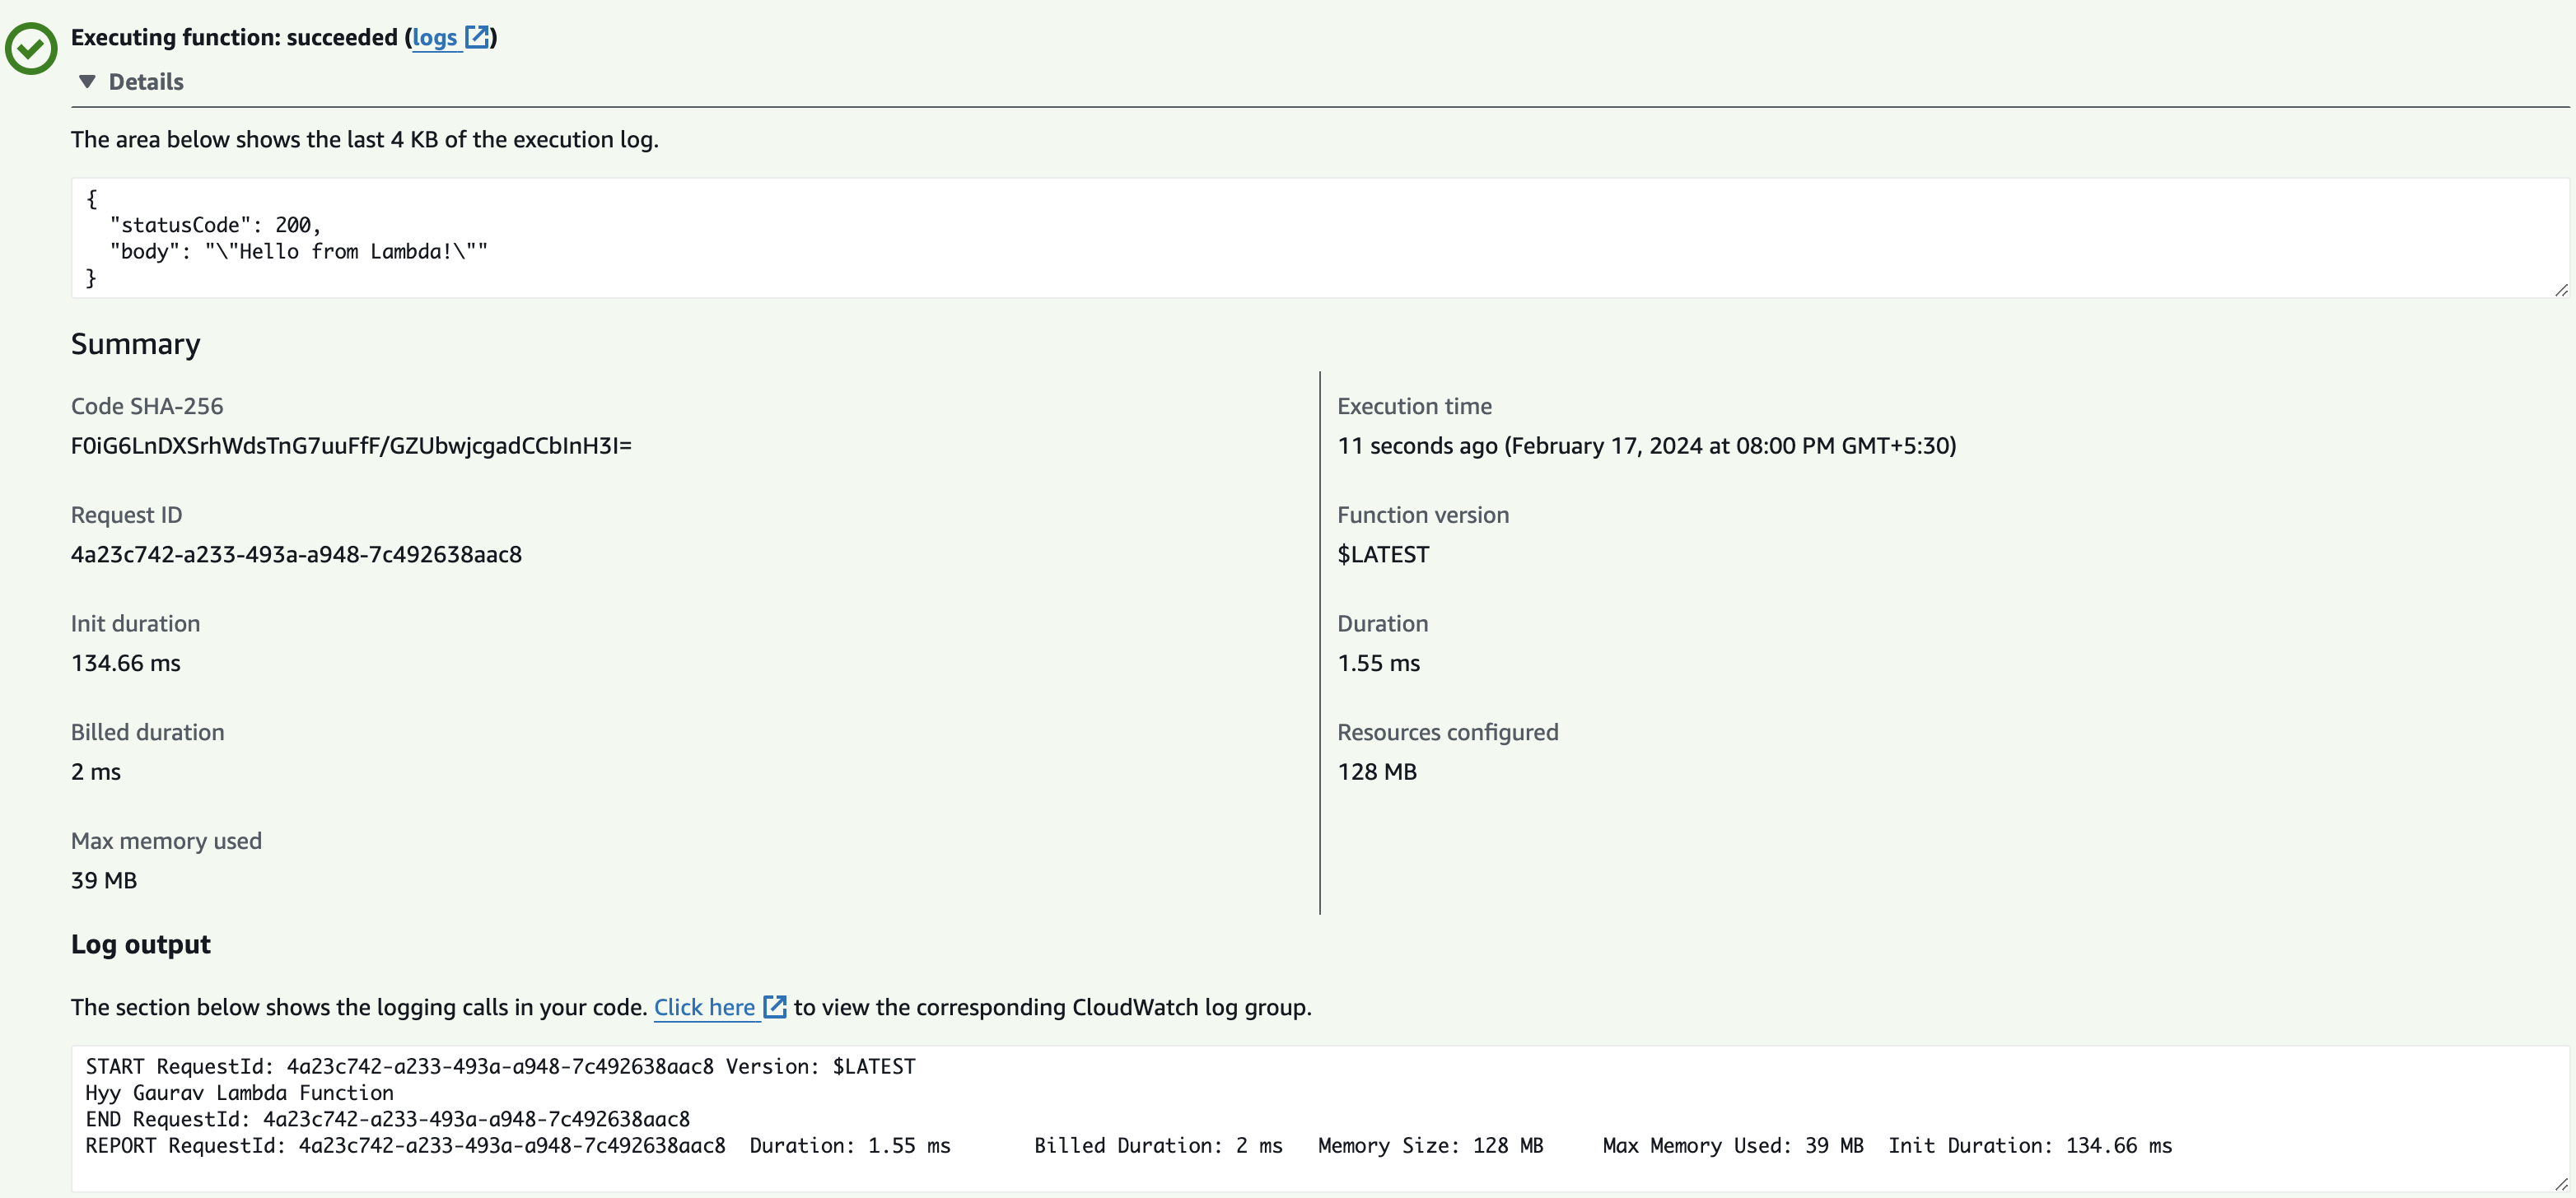 Executing function: succeeded (logs)
Details
The area below shows the last 4 KB of the execution log.
{
  "statusCode": 200,
  "body": "\"Hello from Lambda!\""
}
Summary
Code SHA-256
F0iG6LnDXSrhWdsTnG7uuFfF/GZUbwjcgadCCbInH3I=
Execution time
11 seconds ago (February 17, 2024 at 08:00 PM GMT+5:30)
Request ID
4a23c742-a233-493a-a948-7c492638aac8
Function version
$LATEST
Init duration
134.66 ms
Duration
1.55 ms
Billed duration
2 ms
Resources configured
128 MB
Max memory used
39 MB
Log output
The section below shows the logging calls in your code. Click here to view the corresponding CloudWatch log group.
START RequestId: 4a23c742-a233-493a-a948-7c492638aac8 Version: $LATEST
Hyy Gaurav Lambda Function
END RequestId: 4a23c742-a233-493a-a948-7c492638aac8
REPORT RequestId: 4a23c742-a233-493a-a948-7c492638aac8  Duration: 1.55 ms  Billed Duration: 2 ms  Memory Size: 128 MB  Max Memory Used: 39 MB  Init Duration: 134.66 ms